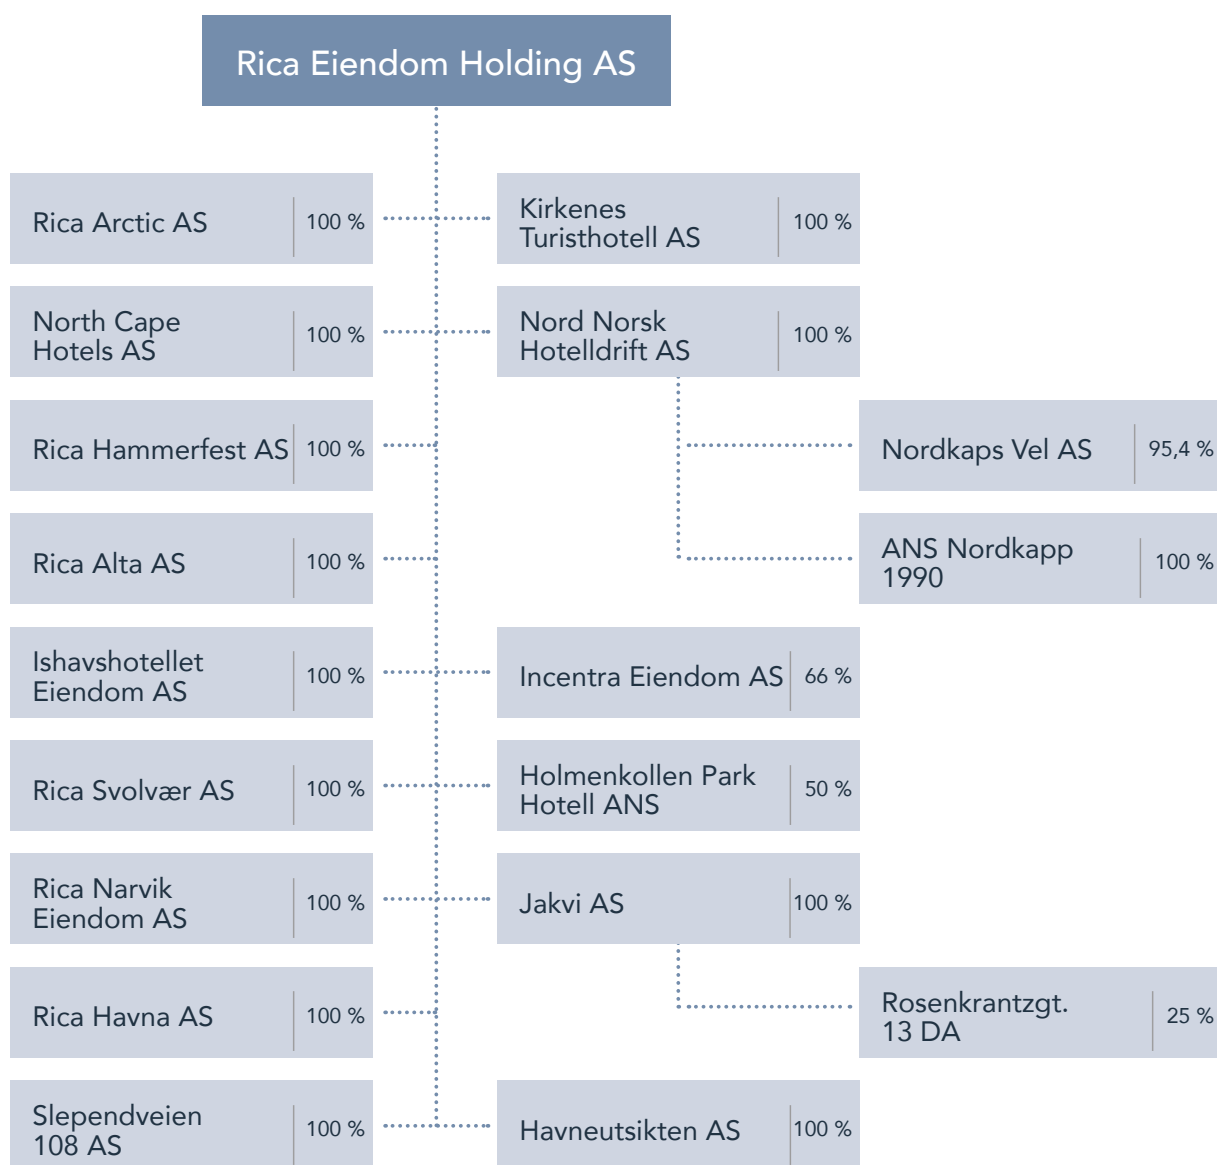 Rica Eiendom Holding AS
Rica Arctic AS 100 %
Kirkenes
Turisthotell AS 100 %
North Cape
Hotels AS 100 %
Nord Norsk
Hotelldrift AS 100 %
Rica Hammerfest AS 100 %
Nordkaps Vel AS 95,4 %
Rica Alta AS 100 %
ANS Nordkapp
1990 100 %
Ishavshotellet
Eiendom AS 100 %
Incentra Eiendom AS 66 %
Rica Svolvær AS 100 %
Holmenkollen Park
Hotell ANS 50 %
Rica Narvik
Eiendom AS 100 %
Jakvi AS 100 %
Rica Havna AS 100 %
Rosenkrantzgt.
13 DA 25 %
Slependveien
108 AS 100 %
Havneutsikten AS 100 %